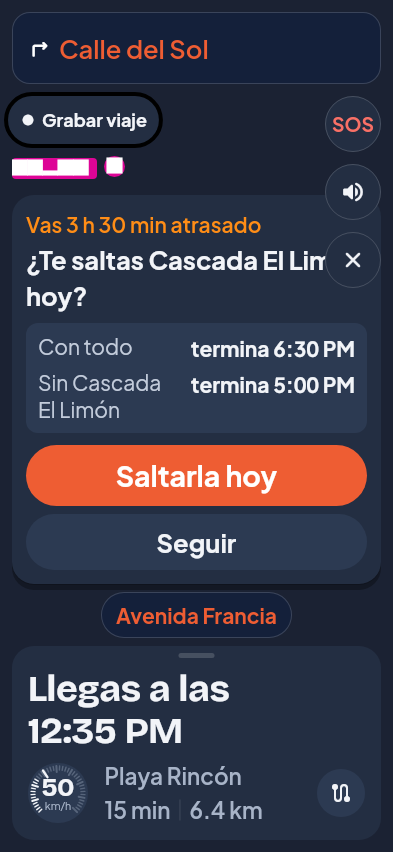 Calle del Sol
Grabar viaje
SOS
Vas 3 h 30 min atrasado
¿Te saltas Cascada El Lim
hoy?
Con todo termina 6:30 PM
Sin Cascada termina 5:00 PM
El Limón
Saltarla hoy
Seguir
Avenida Francia
Llegas a las
12:35 PM
50
km/h
Playa Rincón
15 min 6.4 km